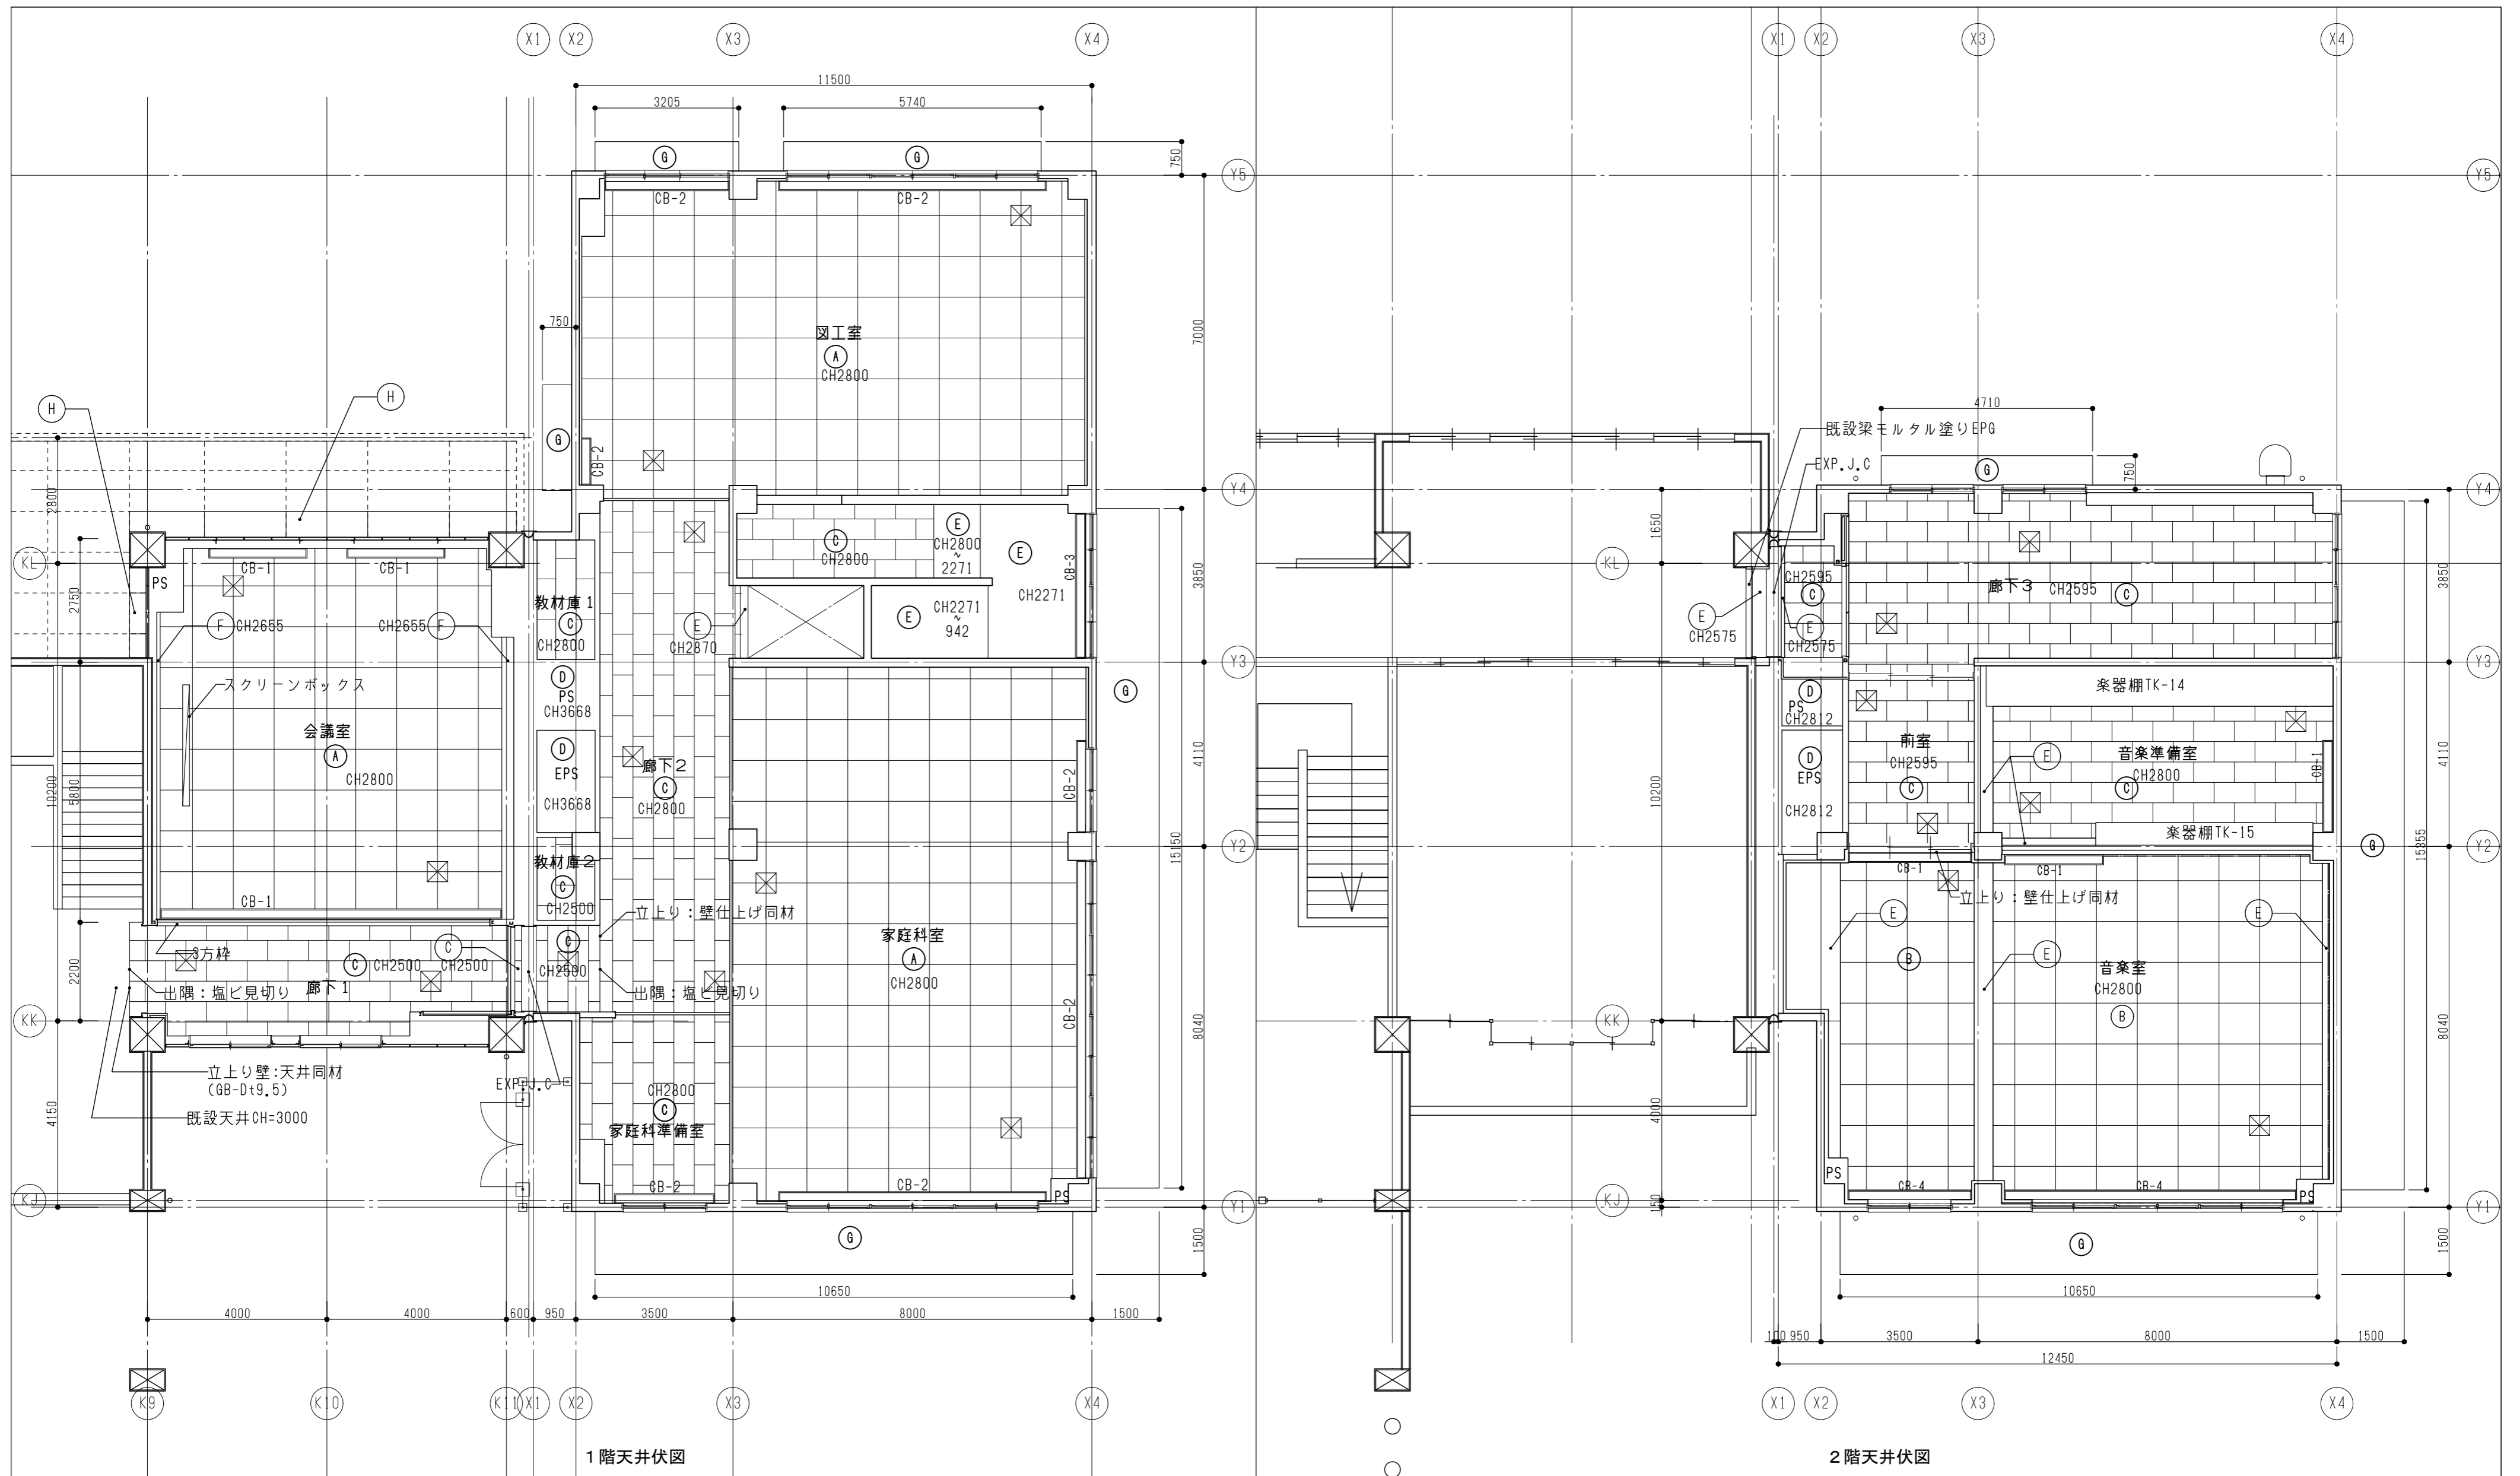 X1 X2 X3 X4
11500
3205 5740
750
G G
Y5
CB-2 CB-2
750
7000
図工室
A
CH2800
H
H
G
CB-2
2800
Y4
C
CH2800
E
CH2800
~
2271
E
CB-3
CH2271
3850
KL
PS
CB-1 CB-1
2750
教材庫1
C
CH2800
E
CH2870
E
CH2271
~
942
F CH2655
CH2655 F
Y3
スクリーンボックス
D
PS
CH3668
G
会議室
A
CH2800
D
EPS
CH3668
廊下2
C
CH2800
CB-2
4110
10200
5800
Y2
15150
教材庫2
C
CH2500
CB-1
立上り：壁仕上げ同材
家庭科室
A
CH2800
3方枠
C CH2500
C
CH2500
C
CH2500
2200
出隅：塩ビ見切り
廊下1
出隅：塩ビ見切り
CB-2
KK
8040
立上り壁:天井同材
(GB-Dt9.5)
EXP.J.C
CH2800
C
家庭科準備室
既設天井CH=3000
4150
CB-2 CB-2
PS
KJ
Y1
G
1500
10650
4000 4000 600 950 3500 8000 1500
K9 K10 K11 X1 X2 X3 X4
1階天井伏図
X1 X2 X3 X4
Y5
4710
既設梁モルタル塗りEPG
EXP.J.C
G
750
Y4
1650
KL
CH2595
C
廊下3 CH2595 C
3850
E
CH2575
E
CH2575
Y3
D
PS
CH2812
楽器棚TK-14
前室
CH2595
C
E
音楽準備室
CH2800
C
CB-1
4110
D
EPS
CH2812
10200
楽器棚TK-15
15355
G
Y2
CB-1 CB-1
立上り：壁仕上げ同材
E
E
B
E
音楽室
CH2800
B
KK
8040
4000
PS
CB-4 CB-4
PS
KJ
150
Y1
G
1500
10650
100 950 3500 8000 1500
12450
X1 X2 X3 X4
2階天井伏図